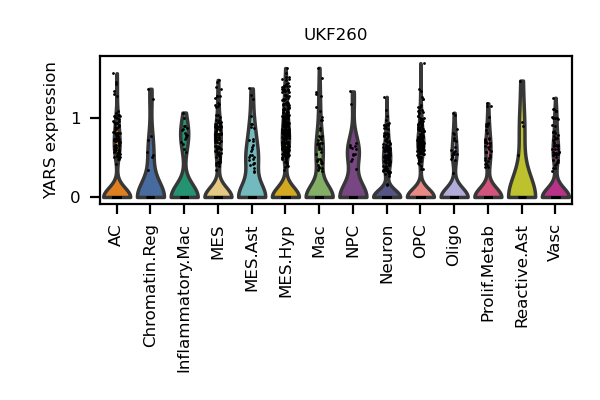 UKF260
YARS expression
1
0
AC
Chromatin.Reg
Inflammatory.Mac
MES
MES.Ast
MES.Hyp
Mac
NPC
Neuron
OPC
Oligo
Prolif.Metab
Reactive.Ast
Vasc